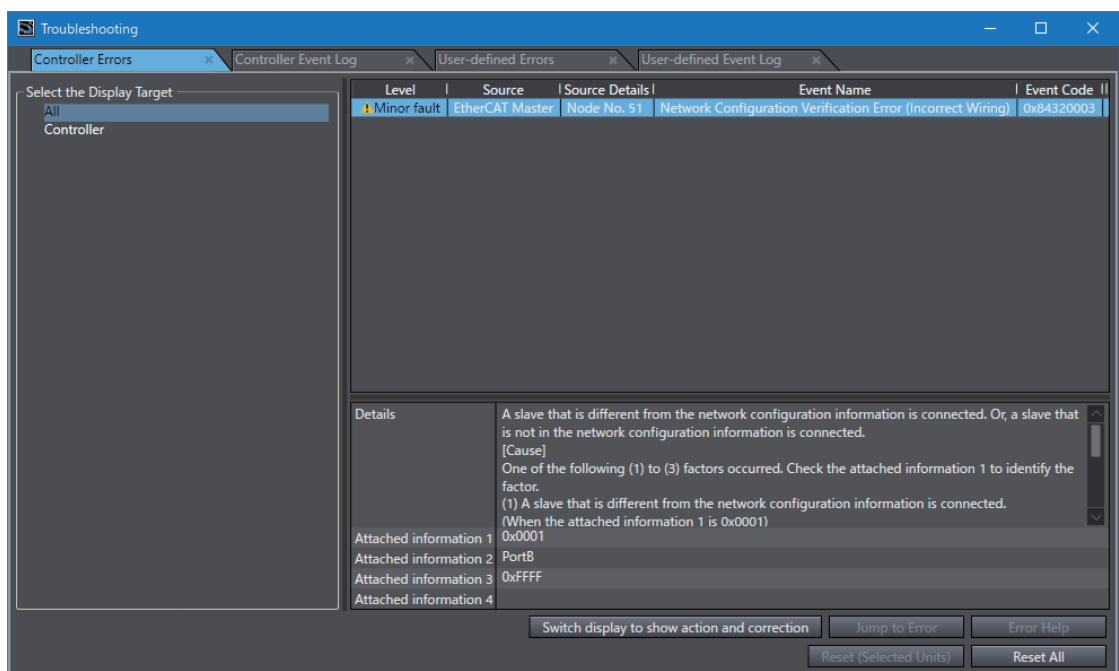 Troubleshooting
Controller Errors
Controller Event Log
User-defined Errors
User-defined Event Log
Select the Display Target
All
Controller
Level Source Source Details Event Name Event Code
Minor fault EtherCAT Master Node No. 51 Network Configuration Verification Error (Incorrect Wiring) 0x84320003
Details
A slave that is different from the network configuration information is connected. Or, a slave that
is not in the network configuration information is connected.
[Cause]
One of the following (1) to (3) factors occurred. Check the attached information 1 to identify the
factor.
(1) A slave that is different from the network configuration information is connected.
(When the attached information 1 is 0x0001)
Attached information 1 0x0001
Attached information 2 PortB
Attached information 3 0xFFFF
Attached information 4
Switch display to show action and correction
Jump to Error
Error Help
Reset (Selected Units)
Reset All